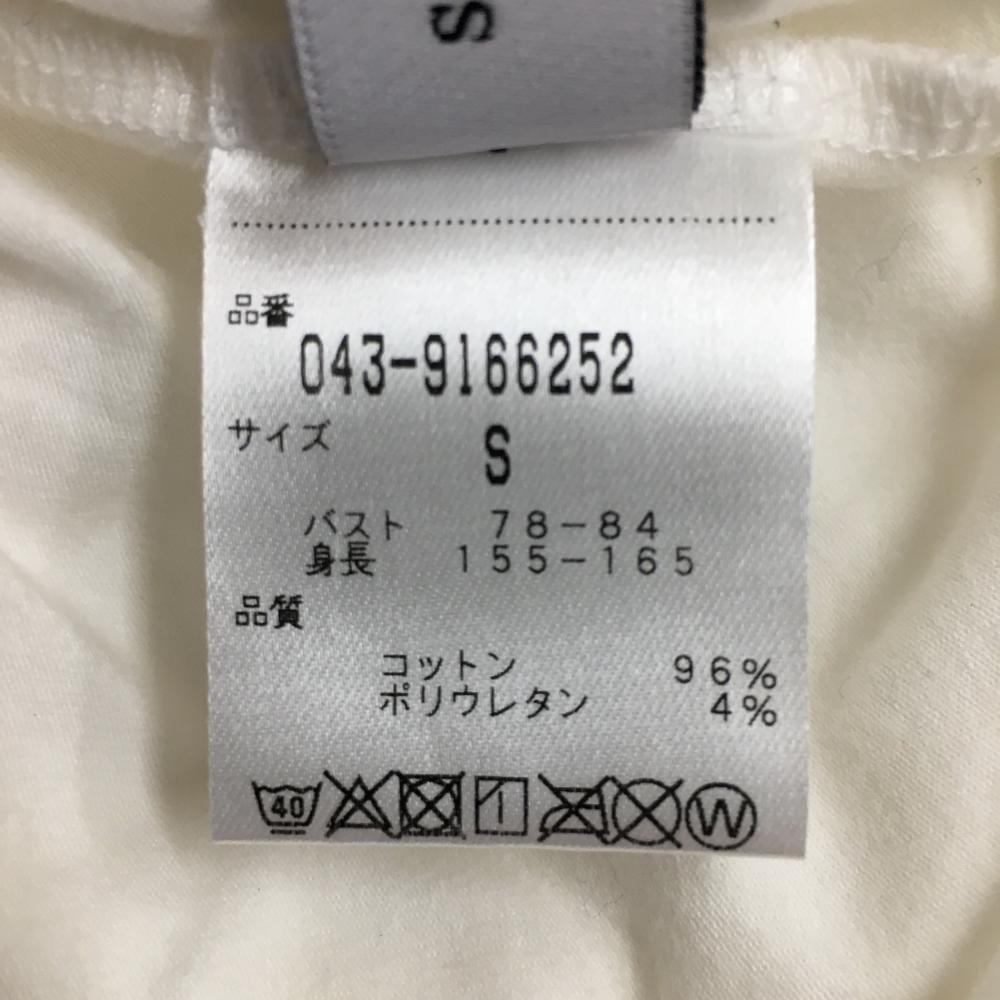 S
品番
043-9166252
サイズ
S
バスト 78-84
身長 155-165
品質
コットン 96%
ポリウレタン 4%
40 W